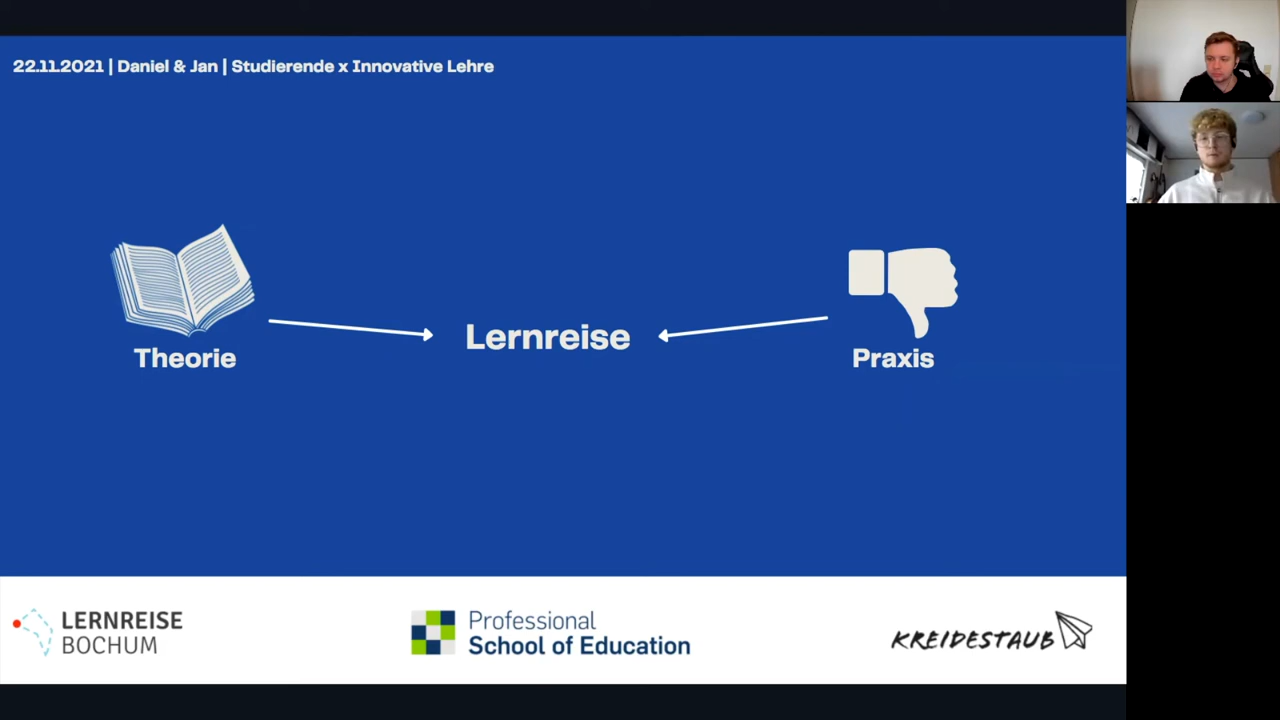 22.11.2021 | Daniel & Jan | Studierende x Innovative Lehre
Theorie
Lernreise
Praxis
LERNREISE
BOCHUM
Professional
School of Education
KREIDESTAUB